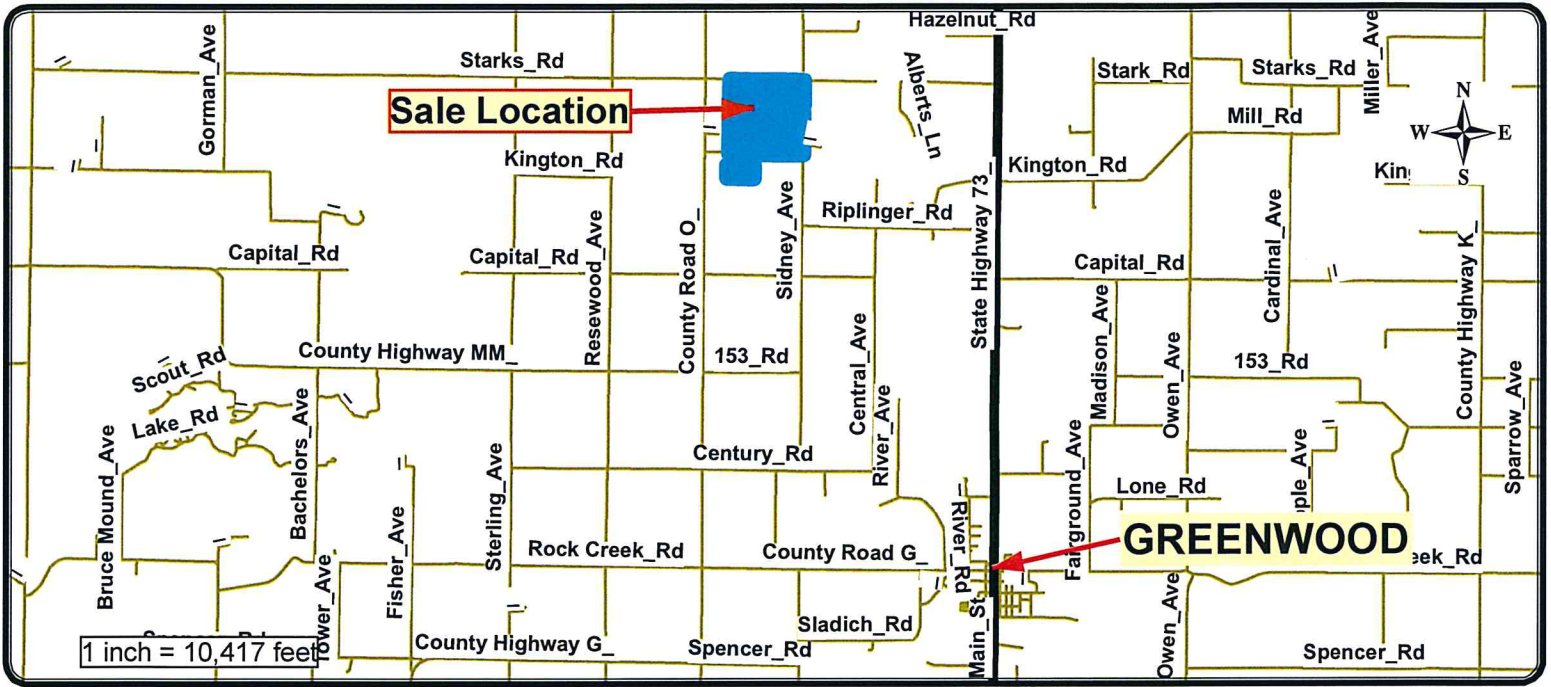 Hazelnut_Rd
Gorman_Ave
Starks_Rd
Alberts_Ln
Stark_Rd
Starks_Rd
Miller_Ave
Sale Location
Mill_Rd
N
W
E
S
Kington_Rd
Kington_Rd
State Highway 73_
Riplinger_Rd
Resewood_Ave
County Road O_
Sidney_Ave
Cardinal_Ave
County Highway K_
Capital_Rd
Capital_Rd
Capital_Rd
County Highway MM_
153_Rd
153_Rd
Central_Ave
Madison_Ave
Owen_Ave
Scout_Rd
Lake_Rd
Bachelors_Ave
Bruce Mound_Ave
Sterling_Ave
Century_Rd
River_Ave
Fairground_Ave
Sparrow_Ave
Lone_Rd
Fisher_Ave
Rock Creek_Rd
County Road G_
River_Rd
GREENWOOD
Main_St
Owen_Ave
Sladich_Rd
County Highway G_
Spencer_Rd
Spencer_Rd
1 inch = 10,417 feet